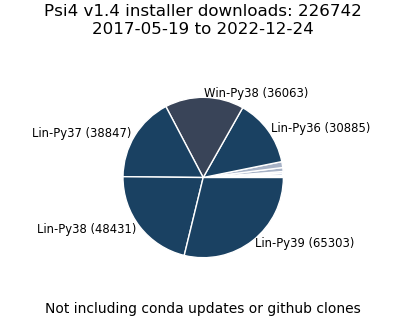 Psi4 v1.4 installer downloads: 226742
2017-05-19 to 2022-12-24
Win-Py38 (36063)
Lin-Py36 (30885)
Lin-Py37 (38847)
Lin-Py38 (48431)
Lin-Py39 (65303)
Not including conda updates or github clones